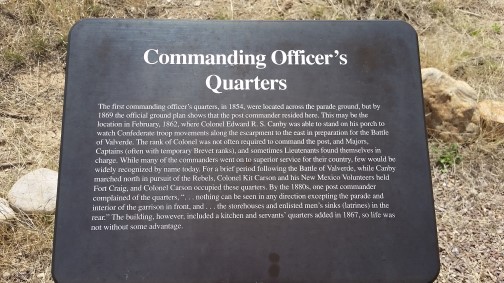 Commanding Officer's
Quarters
The first commanding officer's quarters, in 1854, were located across the parade ground, but by
1869 the official ground plan shows that the post commander resided here. This may be the
location in February, 1862, where Colonel Edward R. S. Canby was able to stand on his porch to
watch Confederate troop movements along the escarpment to the east in preparation for the Battle
of Valverde. The rank of Colonel was not often required to command the post, and Majors,
Captains (often with temporary Brevet ranks), and sometimes Lieutenants found themselves in
charge. While many of the commanders went on to superior service for their country, few would be
widely recognized by name today. For a brief period following the Battle of Valverde, while Canby
marched north in pursuit of the Rebels, Colonel Kit Carson and his New Mexico Volunteers held
Fort Craig, and Colonel Carson occupied these quarters. By the 1880s, one post commander
complained of the quarters, ". . . nothing can be seen in any direction excepting the parade and
interior of the garrison in front, and . . . the storehouses and enlisted men's sinks (latrines) in the
rear." The building, however, included a kitchen and servants' quarters added in 1867, so life was
not without some advantage.